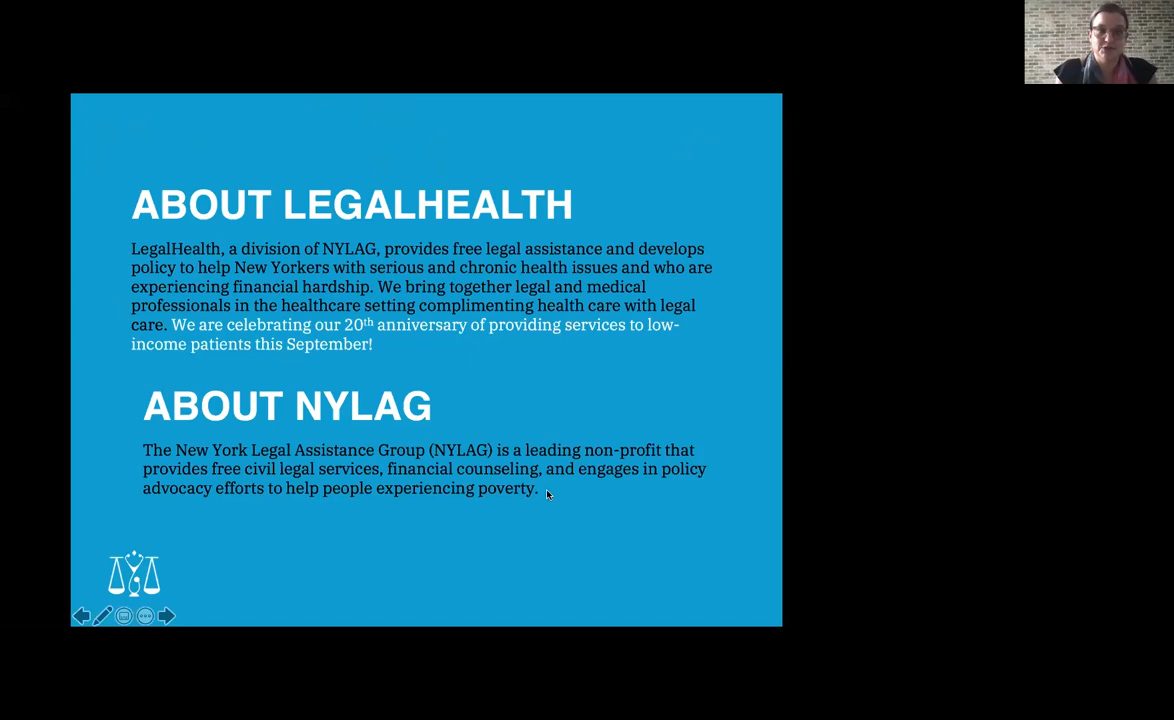 ABOUT LEGALHEALTH
LegalHealth, a division of NYLAG, provides free legal assistance and develops
policy to help New Yorkers with serious and chronic health issues and who are
experiencing financial hardship. We bring together legal and medical
professionals in the healthcare setting complimenting health care with legal
care. We are celebrating our 20th anniversary of providing services to low-
income patients this September!
ABOUT NYLAG
The New York Legal Assistance Group (NYLAG) is a leading non-profit that
provides free civil legal services, financial counseling, and engages in policy
advocacy efforts to help people experiencing poverty.